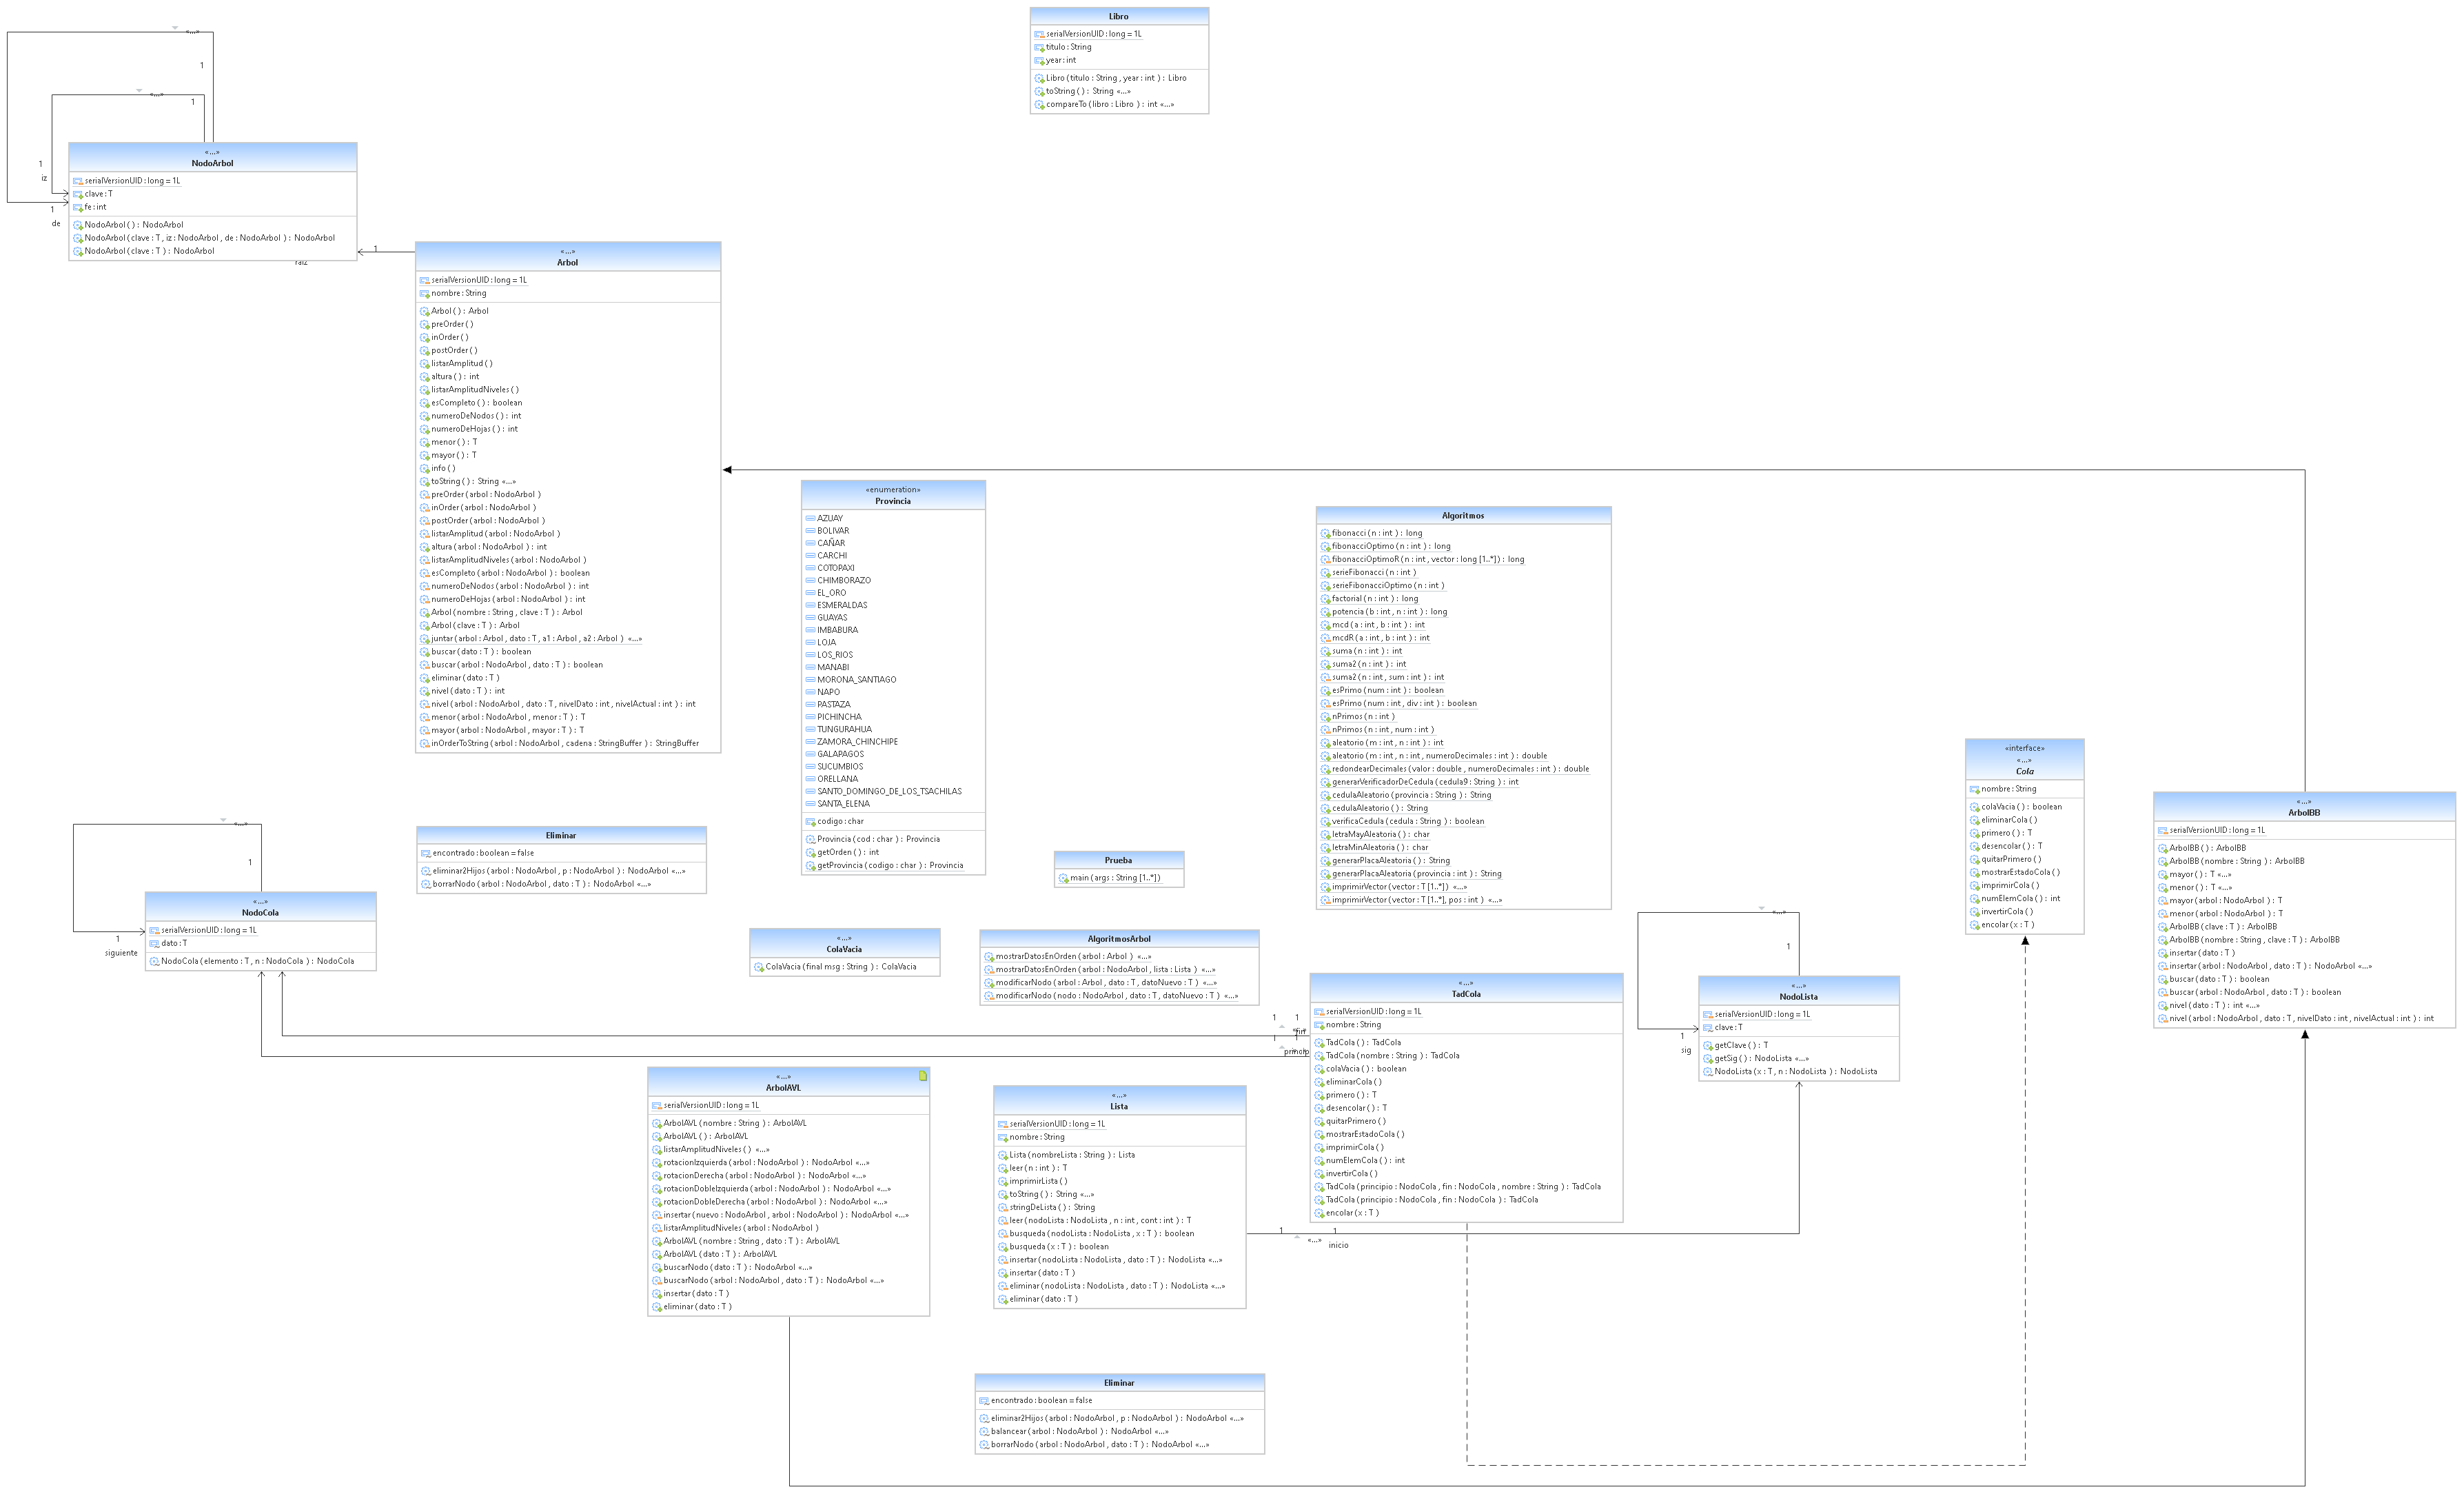 Libro
serialVersionUID : long = 1L
titulo : String
year : int
Libro ( titulo : String , year : int ) : Libro
toString ( ) : String «...»
compareTo ( libro : Libro ) : int «...»
«...»
1
«...»
1
1
iz
1
de
«...»
NodoArbol
serialVersionUID : long = 1L
clave : T
fe : int
NodoArbol ( ) : NodoArbol
NodoArbol ( clave : T , iz : NodoArbol , de : NodoArbol ) : NodoArbol
NodoArbol ( clave : T ) : NodoArbol
1
raiz
«...»
Arbol
serialVersionUID : long = 1L
nombre : String
Arbol ( ) : Arbol
preOrder ( )
inOrder ( )
postOrder ( )
listarAmplitud ( )
altura ( ) : int
listarAmplitudNiveles ( )
esCompleto ( ) : boolean
numeroDeNodos ( ) : int
numeroDeHojas ( ) : int
menor ( ) : T
mayor ( ) : T
info ( )
toString ( ) : String «...»
preOrder ( arbol : NodoArbol )
inOrder ( arbol : NodoArbol )
postOrder ( arbol : NodoArbol )
listarAmplitud ( arbol : NodoArbol )
altura ( arbol : NodoArbol ) : int
listarAmplitudNiveles ( arbol : NodoArbol )
esCompleto ( arbol : NodoArbol ) : boolean
numeroDeNodos ( arbol : NodoArbol ) : int
numeroDeHojas ( arbol : NodoArbol ) : int
Arbol ( nombre : String , clave : T ) : Arbol
Arbol ( clave : T ) : Arbol
juntar ( arbol : Arbol , dato : T , a1 : Arbol , a2 : Arbol ) «...»
buscar ( dato : T ) : boolean
buscar ( arbol : NodoArbol , dato : T ) : boolean
eliminar ( dato : T )
nivel ( dato : T ) : int
nivel ( arbol : NodoArbol , dato : T , nivelDato : int , nivelActual : int ) : int
menor ( arbol : NodoArbol , menor : T ) : T
mayor ( arbol : NodoArbol , mayor : T ) : T
inOrderToString ( arbol : NodoArbol , cadena : StringBuffer ) : StringBuffer
«enumeration»
Provincia
AZUAY
BOLIVAR
CAÑAR
CARCHI
COTOPAXI
CHIMBORAZO
EL_ORO
ESMERALDAS
GUAYAS
IMBABURA
LOJA
LOS_RIOS
MANABI
MORONA_SANTIAGO
NAPO
PASTAZA
PICHINCHA
TUNGURAHUA
ZAMORA_CHINCHIPE
GALAPAGOS
SUCUMBIOS
ORELLANA
SANTO_DOMINGO_DE_LOS_TSACHILAS
SANTA_ELENA
codigo : char
Provincia ( cod : char ) : Provincia
getOrden ( ) : int
getProvincia ( codigo : char ) : Provincia
Algoritmos
fibonacci ( n : int ) : long
fibonacciOptimo ( n : int ) : long
fibonacciOptimoR ( n : int , vector : long [1..*] ) : long
serieFibonacci ( n : int )
serieFibonacciOptimo ( n : int )
factorial ( n : int ) : long
potencia ( b : int , n : int ) : long
mcd ( a : int , b : int ) : int
mcdR ( a : int , b : int ) : int
suma ( n : int ) : int
suma2 ( n : int ) : int
suma2 ( n : int , sum : int ) : int
esPrimo ( num : int ) : boolean
esPrimo ( num : int , div : int ) : boolean
nPrimos ( n : int )
nPrimos ( n : int , num : int )
aleatorio ( m : int , n : int ) : int
aleatorio ( m : int , n : int , numeroDecimales : int ) : double
redondearDecimales ( valor : double , numeroDecimales : int ) : double
generarVerificadorDeCedula ( cedula9 : String ) : int
cedulaAleatorio ( provincia : String ) : String
cedulaAleatorio ( ) : String
verificaCedula ( cedula : String ) : boolean
letraMayAleatoria ( ) : char
letraMinAleatoria ( ) : char
generarPlacaAleatoria ( ) : String
generarPlacaAleatoria ( provincia : int ) : String
imprimirVector ( vector : T [1..*] ) «...»
imprimirVector ( vector : T [1..*], pos : int ) «...»
«interface»
«...»
Cola
nombre : String
colaVacia ( ) : boolean
eliminarCola ( )
primero ( ) : T
desencolar ( ) : T
quitarPrimero ( )
mostrarEstadoCola ( )
imprimirCola ( )
numElemCola ( ) : int
invertirCola ( )
encolar ( x : T )
«...»
ArbolBB
serialVersionUID : long = 1L
ArbolBB ( ) : ArbolBB
ArbolBB ( nombre : String ) : ArbolBB
mayor ( ) : T «...»
menor ( ) : T «...»
mayor ( arbol : NodoArbol ) : T
menor ( arbol : NodoArbol ) : T
ArbolBB ( clave : T ) : ArbolBB
ArbolBB ( nombre : String , clave : T ) : ArbolBB
insertar ( dato : T )
insertar ( arbol : NodoArbol , dato : T ) : NodoArbol «...»
buscar ( dato : T ) : boolean
buscar ( arbol : NodoArbol , dato : T ) : boolean
nivel ( dato : T ) : int «...»
nivel ( arbol : NodoArbol , dato : T , nivelDato : int , nivelActual : int ) : int
Eliminar
encontrado : boolean = false
eliminar2Hijos ( arbol : NodoArbol , p : NodoArbol ) : NodoArbol «...»
borrarNodo ( arbol : NodoArbol , dato : T ) : NodoArbol «...»
Prueba
main ( args : String [1..*] )
«...»
1
1
siguiente
«...»
NodoCola
serialVersionUID : long = 1L
dato : T
NodoCola ( elemento : T , n : NodoCola ) : NodoCola
«...»
ColaVacia
ColaVacia ( final msg : String ) : ColaVacia
AlgoritmosArbol
mostrarDatosEnOrden ( arbol : Arbol ) «...»
mostrarDatosEnOrden ( arbol : NodoArbol , lista : Lista ) «...»
modificarNodo ( arbol : Arbol , dato : T , datoNuevo : T ) «...»
modificarNodo ( nodo : NodoArbol , dato : T , datoNuevo : T ) «...»
«...»
TadCola
serialVersionUID : long = 1L
nombre : String
TadCola ( ) : TadCola
TadCola ( nombre : String ) : TadCola
colaVacia ( ) : boolean
eliminarCola ( )
primero ( ) : T
desencolar ( ) : T
quitarPrimero ( )
mostrarEstadoCola ( )
imprimirCola ( )
numElemCola ( ) : int
invertirCola ( )
TadCola ( principio : NodoCola , fin : NodoCola , nombre : String ) : TadCola
TadCola ( principio : NodoCola , fin : NodoCola ) : TadCola
encolar ( x : T )
1
1
fin
1
1
«...»
1
1
sig
«...»
NodoLista
serialVersionUID : long = 1L
clave : T
getClave ( ) : T
getSig ( ) : NodoLista «...»
NodoLista ( x : T , n : NodoLista ) : NodoLista
«...»
ArbolAVL
serialVersionUID : long = 1L
ArbolAVL ( nombre : String ) : ArbolAVL
ArbolAVL ( ) : ArbolAVL
listarAmplitudNiveles ( ) «...»
rotacionIzquierda ( arbol : NodoArbol ) : NodoArbol «...»
rotacionDerecha ( arbol : NodoArbol ) : NodoArbol «...»
rotacionDobleIzquierda ( arbol : NodoArbol ) : NodoArbol «...»
rotacionDobleDerecha ( arbol : NodoArbol ) : NodoArbol «...»
insertar ( nuevo : NodoArbol , arbol : NodoArbol ) : NodoArbol «...»
listarAmplitudNiveles ( arbol : NodoArbol )
ArbolAVL ( nombre : String , dato : T ) : ArbolAVL
ArbolAVL ( dato : T ) : ArbolAVL
buscarNodo ( dato : T ) : NodoArbol «...»
buscarNodo ( arbol : NodoArbol , dato : T ) : NodoArbol «...»
insertar ( dato : T )
eliminar ( dato : T )
«...»
Lista
serialVersionUID : long = 1L
nombre : String
Lista ( nombreLista : String ) : Lista
leer ( n : int ) : T
imprimirLista ( )
toString ( ) : String «...»
stringDeLista ( ) : String
leer ( nodoLista : NodoLista , n : int , cont : int ) : T
busqueda ( nodoLista : NodoLista , x : T ) : boolean
busqueda ( x : T ) : boolean
insertar ( nodoLista : NodoLista , dato : T ) : NodoLista «...»
insertar ( dato : T )
eliminar ( nodoLista : NodoLista , dato : T ) : NodoLista «...»
eliminar ( dato : T )
1
1
«...»
inicio
Eliminar
encontrado : boolean = false
eliminar2Hijos ( arbol : NodoArbol , p : NodoArbol ) : NodoArbol «...»
balancear ( arbol : NodoArbol ) : NodoArbol «...»
borrarNodo ( arbol : NodoArbol , dato : T ) : NodoArbol «...»